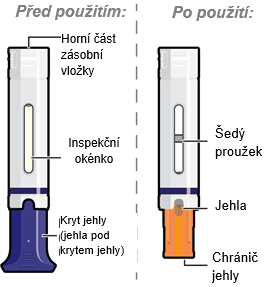 Před použitím:
Horní část
zásobní
vložky
Inspekční
okénko
Kryt jehly
(jehla pod
krytem jehly)
Po použití:
Šedý
proužek
Jehla
Chránič
jehly